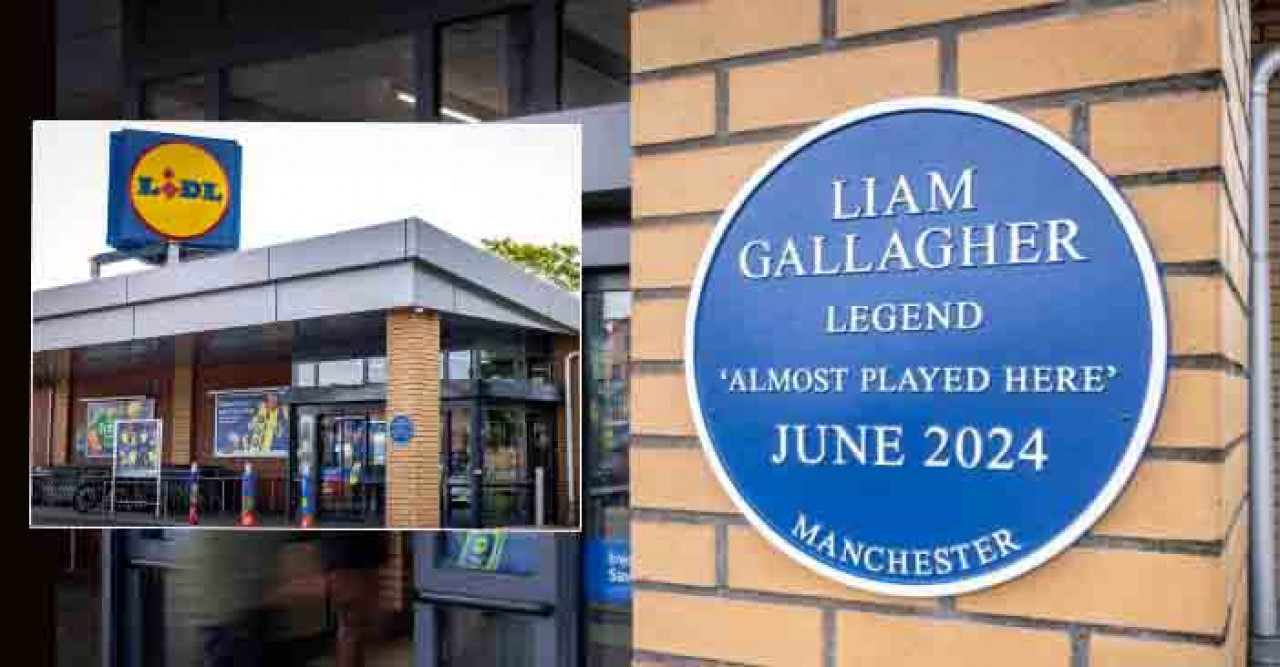 LIDL
LIAM
GALLAGHER
LEGEND
'ALMOST PLAYED HERE'
JUNE 2024
MANCHESTER